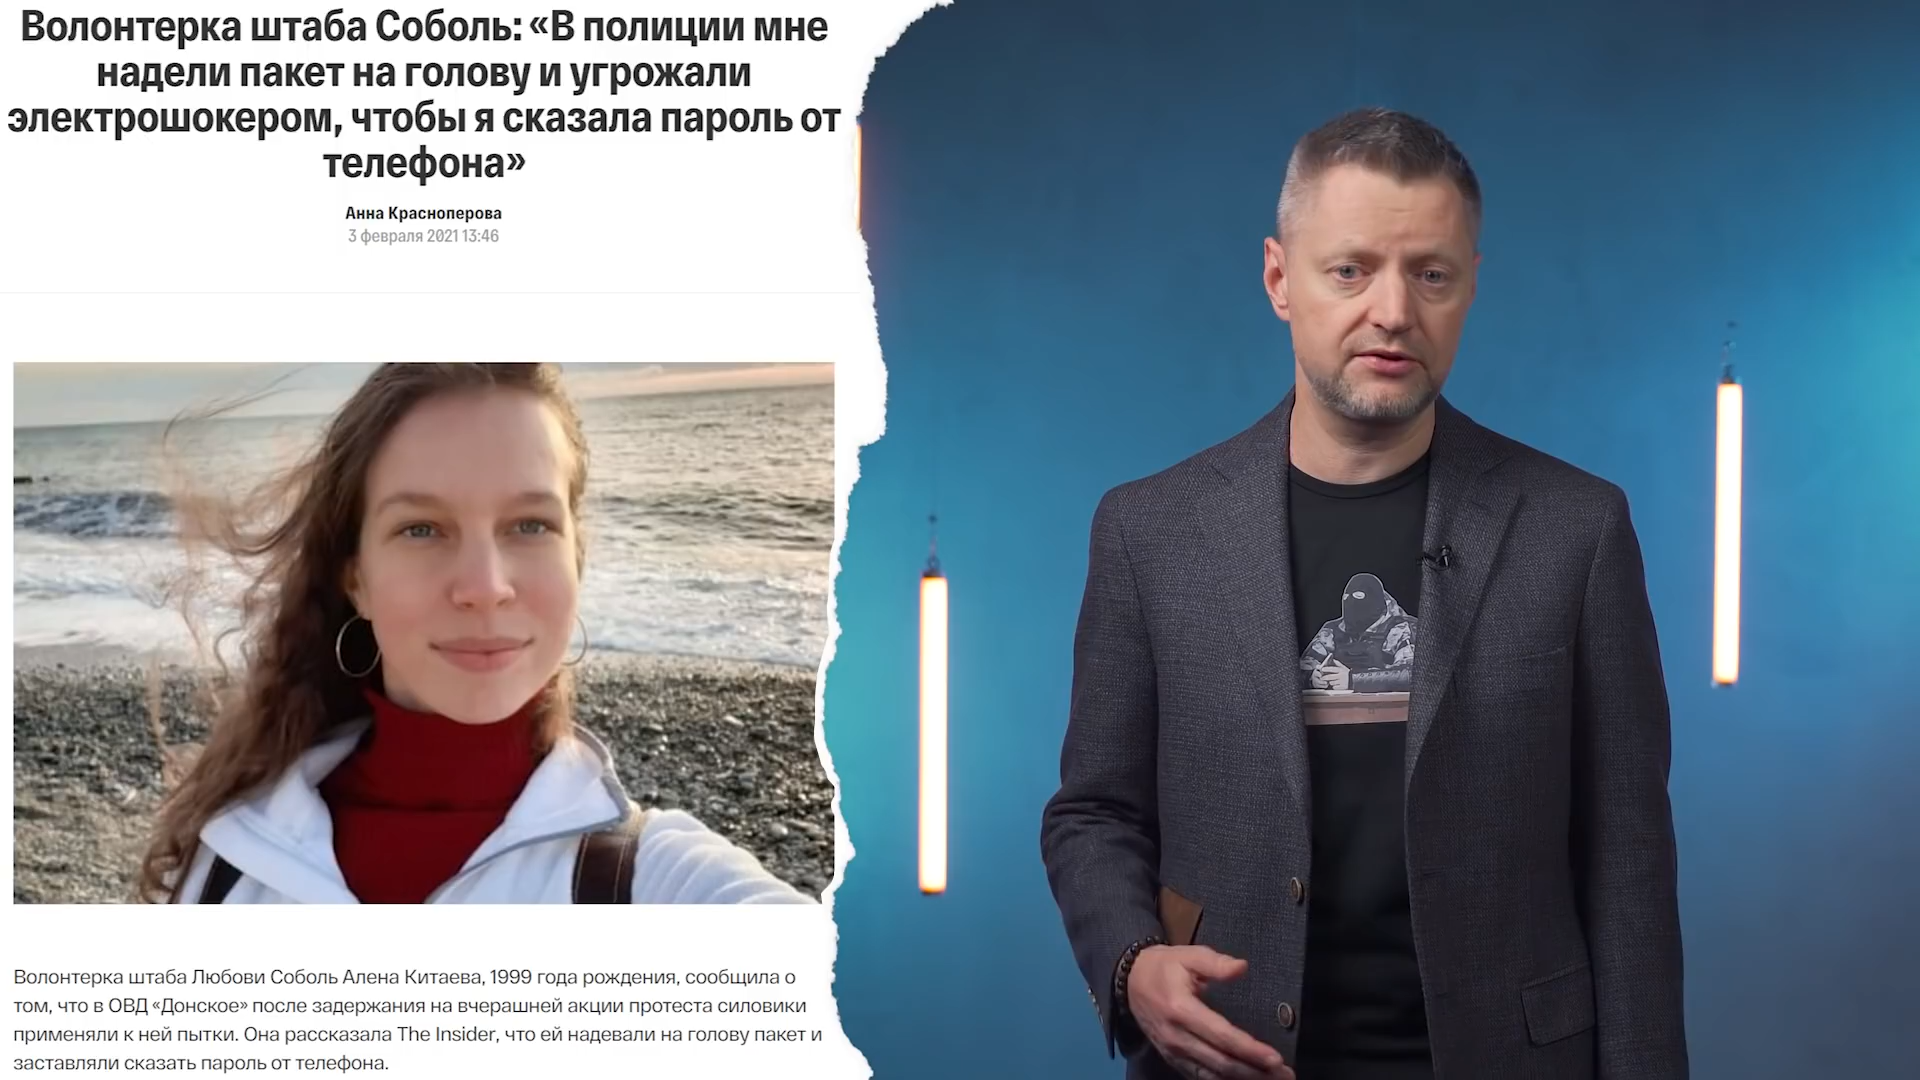 Волонтерка штаба Соболь: «В полиции мне
надели пакет на голову и угрожали
электрошокером, чтобы я сказала пароль от
телефона»
Анна Красноперова
3 февраля 2021 13:46
Волонтерка штаба Любови Соболь Алена Китаева, 1999 года рождения, сообщила о
том, что в ОВД «Донское» после задержания на вчерашней акции протеста силовики
применяли к ней пытки. Она рассказала The Insider, что ей надевали на голову пакет и
заставляли сказать пароль от телефона.